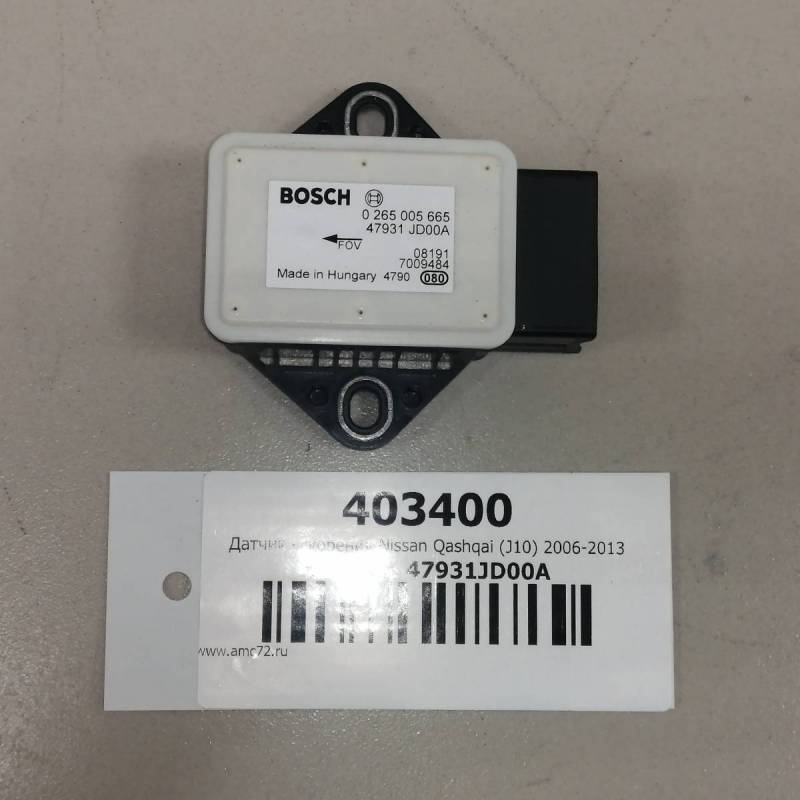 BOSCH
0 265 005 665
47931 JD00A
FOV
08191
7009484
Made in Hungary 4790 080
403400
Датчик Nissan Qashqai (J10) 2006-2013
47931JD00A
www.amc72.ru